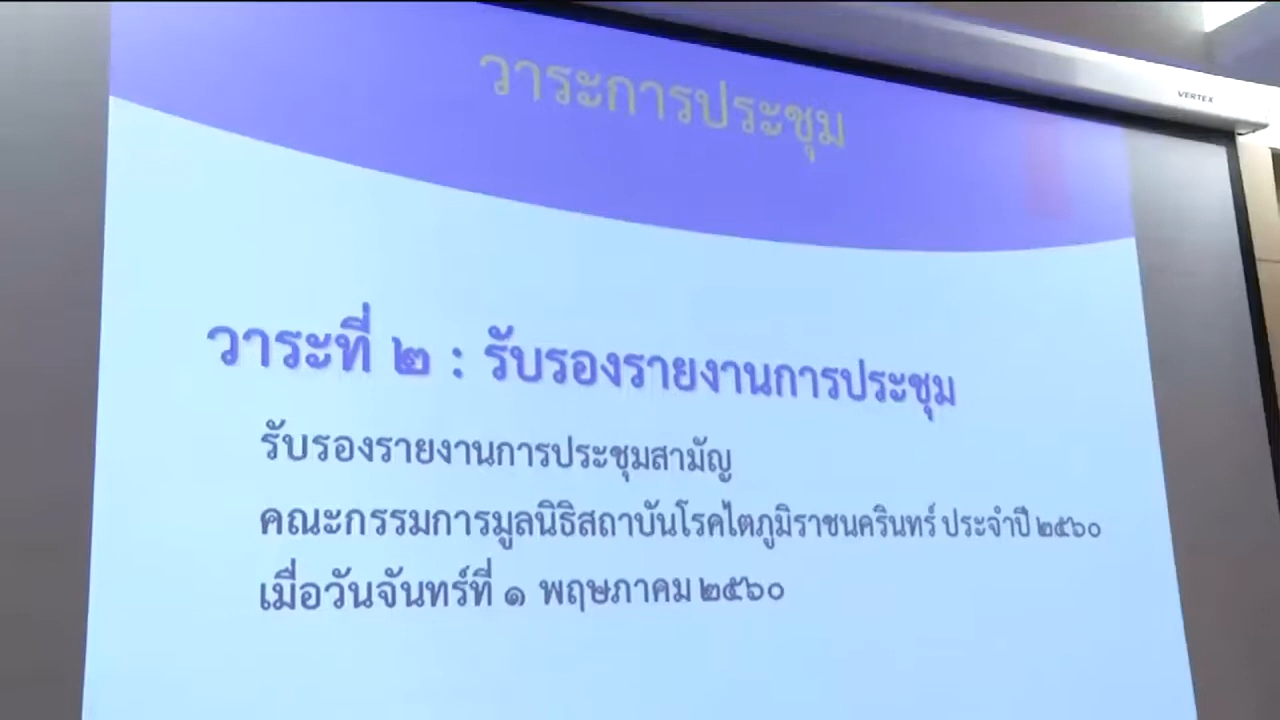 วาระการประชุม
VERTEX
วาระที่ ๒ : รับรองรายงานการประชุม
รับรองรายงานการประชุมสามัญ
คณะกรรมการมูลนิธิสถาบันโรคไตภูมิราชนครินทร์ ประจำปี ๒๕๖๐
เมื่อวันจันทร์ที่ ๑ พฤษภาคม ๒๕๖๐